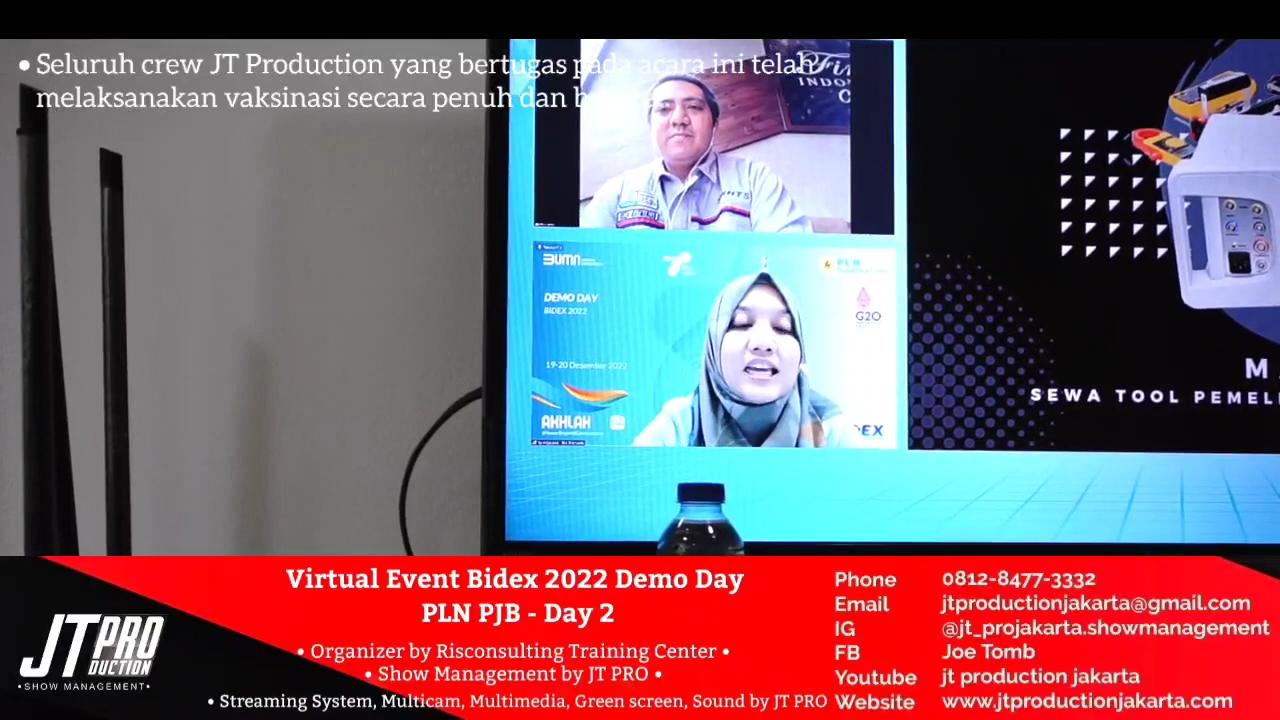 • Seluruh crew JT Production yang bertugas pada acara ini telah
melaksanakan vaksinasi secara penuh dan
INDO
BUMN
DEMO DAY
BIDEX 2022
G20
19-20 Desember 2022
AKHLAK
DEX
M
SEWA TOOL PEMEL
JT PRO
DUCTION
•SHOW MANAGEMENT•
Virtual Event Bidex 2022 Demo Day
PLN PJB - Day 2
• Organizer by Risconsulting Training Center •
• Show Management by JT PRO •
• Streaming System, Multicam, Multimedia, Green screen, Sound by JT PRO
Phone 0812-8477-3332
Email jtproductionjakarta@gmail.com
IG @jt_projakarta.showmanagement
FB Joe Tomb
Youtube jt production jakarta
Website www.jtproductionjakarta.com